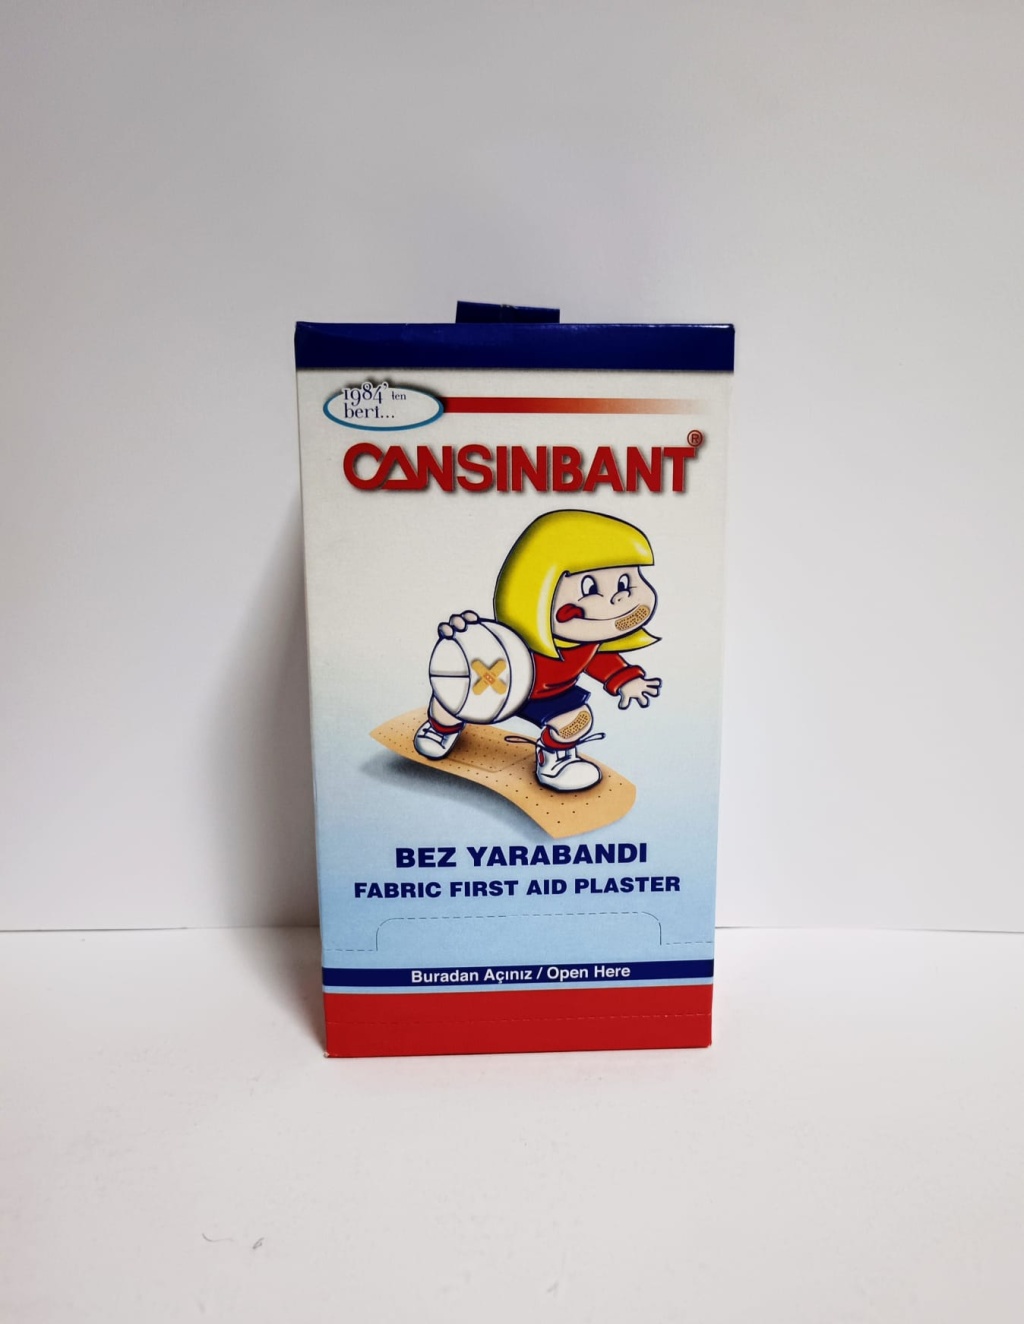 1984'ten
beri...
CANSINBANT®
BEZ YARABANDI
FABRIC FIRST AID PLASTER
Buradan Açınız / Open Here